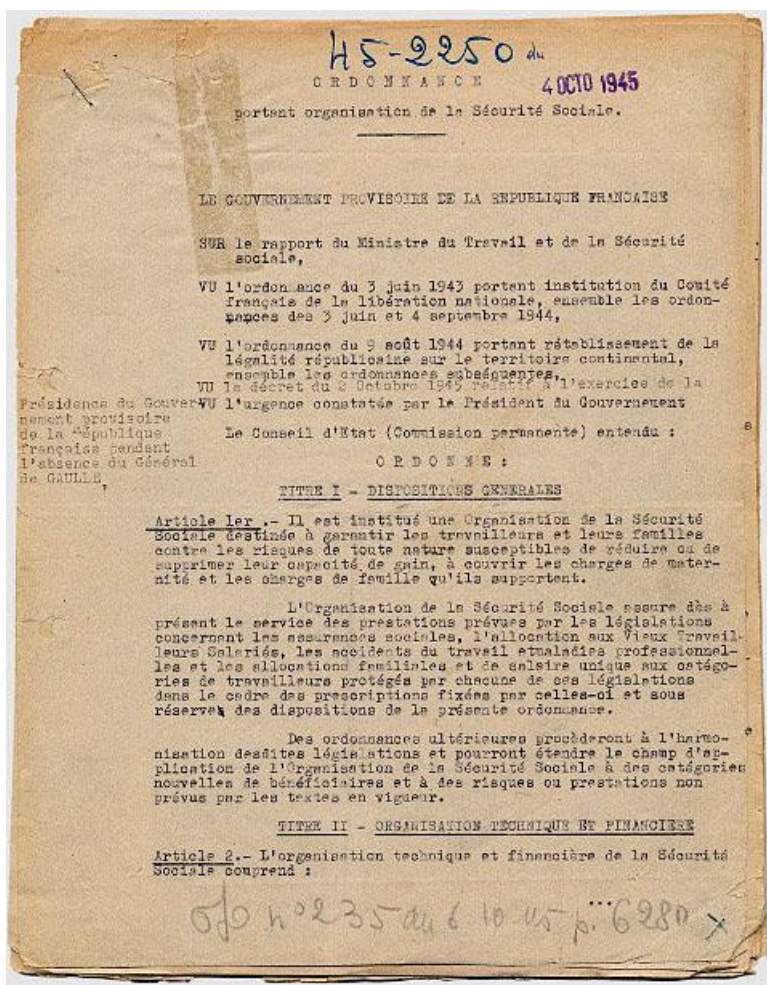 45-2250 du
ORDONNANCE
4 OCTO 1945
portant organisation de la Sécurité Sociale.
LE GOUVERNEMENT PROVISOIRE DE LA REPUBLIQUE FRANCAISE
SUR le rapport du Ministre du Travail et de la Sécurité
sociale,
VU l'ordonnance du 3 juin 1943 portant institution du Comité
français de la libération nationale, ensemble les ordon-
nances des 3 juin et 4 septembre 1944,
VU l'ordonnance du 9 août 1944 portant rétablissement de la
légalité républicaine sur le territoire continental,
ensemble les ordonnances subséquentes,
VU le décret du 2 Octobre 1945 relatif à l'exercice de la
Présidence du Gouver-
nement provisoire
de la République
française pendant
l'absence du Général
de GAULLE,
VU l'urgence constatée par le Président du Gouvernement
Le Conseil d'Etat (Commission permanente) entendu :
ORDONNE :
TITRE I - DISPOSITIONS GENERALES
Article 1er .- Il est institué une Organisation de la Sécurité
Sociale destinée à garantir les travailleurs et leurs familles
contre les risques de toute nature susceptibles de réduire ou de
supprimer leur capacité de gain, à couvrir les charges de mater-
nité et les charges de famille qu'ils supportent.
L'Organisation de la Sécurité Sociale assure dès à
présent le service des prestations prévues par les législations
concernant les assurances sociales, l'allocation aux Vieux Travail-
leurs Salariés, les accidents du travail etmaladies professionnel-
les et les allocations familiales et de salaire unique aux catégo-
ries de travailleurs protégés par chacune de ces législations
dans le cadre des prescriptions fixées par celles-ci et sous
réserve des dispositions de la présente ordonnance.
Des ordonnances ultérieures procèderont à l'harmo-
nisation desdites législations et pourront étendre le champ d'ap-
plication de l'Organisation de la Sécurité Sociale à des catégories
nouvelles de bénéficiaires et à des risques ou prestations non
prévus par les textes en vigueur.
TITRE II - ORGANISATION TECHNIQUE ET FINANCIERE
Article 2.- L'organisation technique et financière de la Sécurité
Sociale comprend :
...
JO n° 235 du 6 10 45 p. 6280